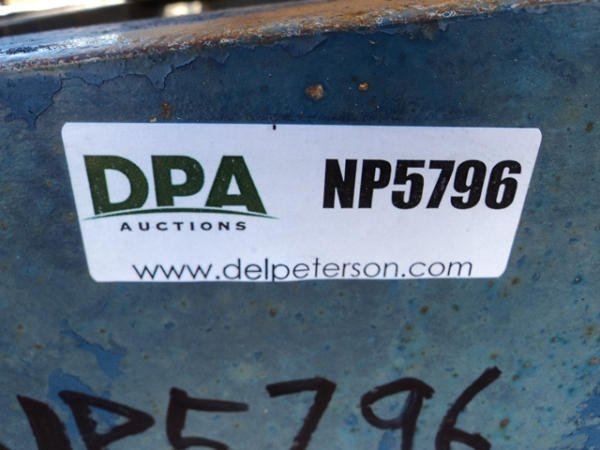 DPA
AUCTIONS
NP5796
www.delpeterson.com
NP5796